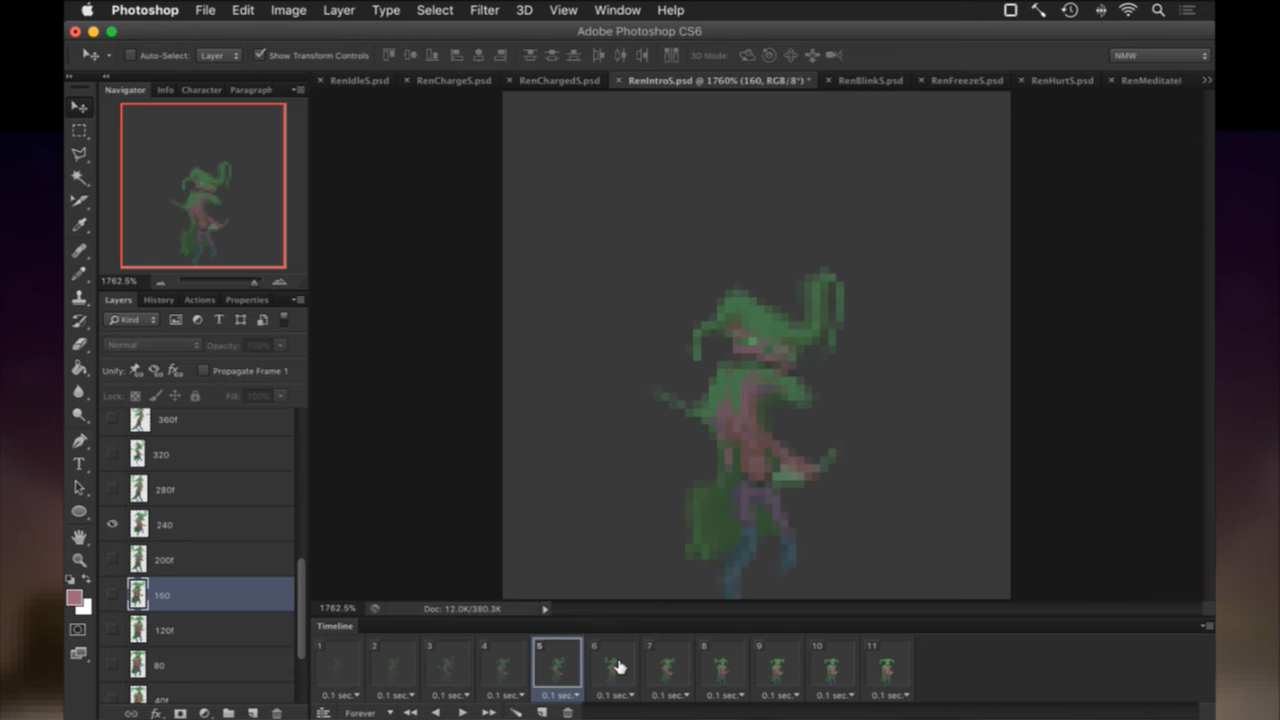 Photoshop File Edit Image Layer Type Select Filter 3D View Window Help
Adobe Photoshop CS6
Auto-Select: Layer Show Transform Controls 3D Mode: NMW
RenIdleS.psd RenChargeS.psd RenChargedS.psd RenIntroS.psd @ 1760% (160, RGB/8*) * RenBlinkS.psd RenFreezeS.psd RenHurtS.psd RenMeditate
Navigator Info Character Paragraph
1762.5%
Layers History Actions Properties
Kind T
Normal Opacity: 100%
Unify: Propagate Frame 1
Lock: Fill: 100%
360f
320
280f
240
200f
160
120f
80
40f
1762.5% Doc: 12.0K/380.3K
Timeline
1 2 3 4 5 6 7 8 9 10 11
0.1 sec. 0.1 sec. 0.1 sec. 0.1 sec. 0.1 sec. 0.1 sec. 0.1 sec. 0.1 sec. 0.1 sec. 0.1 sec. 0.1 sec.
Forever